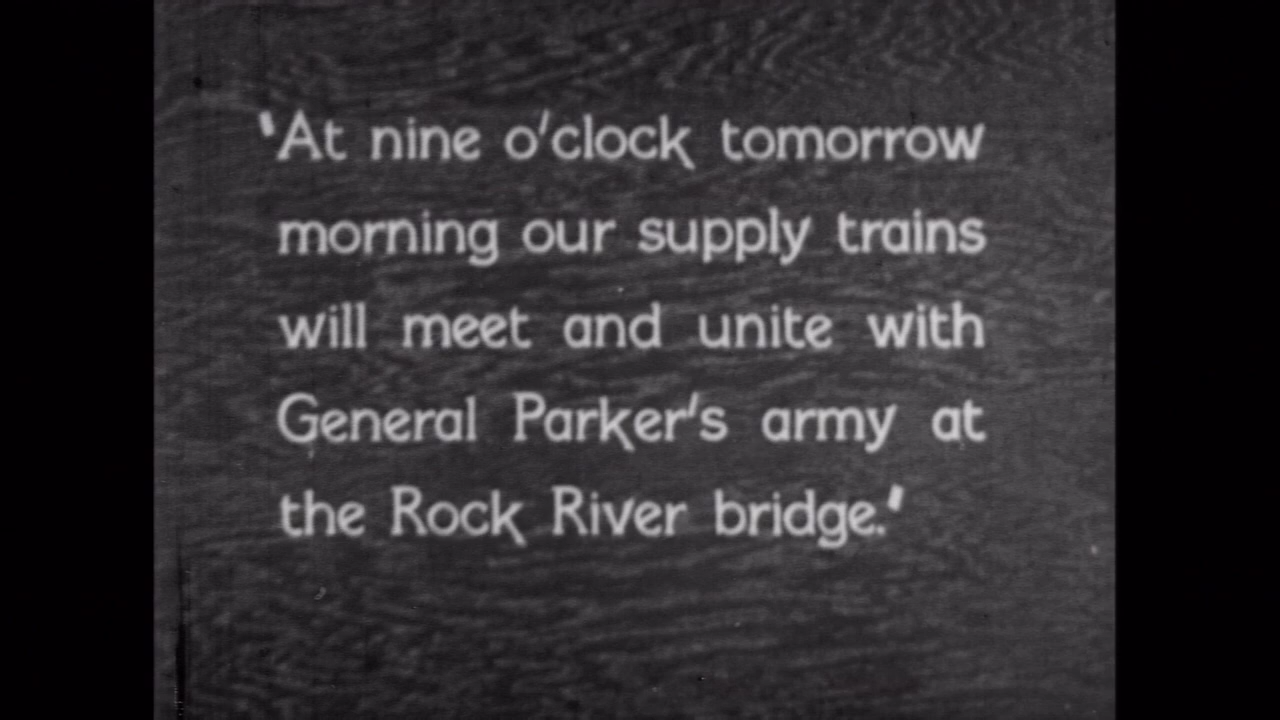 'At nine o'clock tomorrow
morning our supply trains
will meet and unite with
General Parker's army at
the Rock River bridge.'